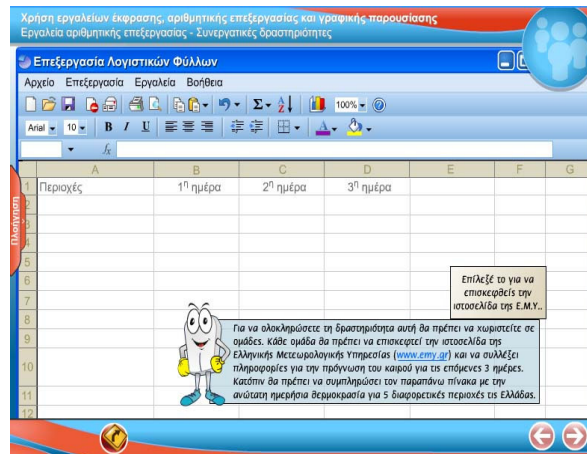 Χρήση εργαλείων έκφρασης, αριθμητικής επεξεργασίας και γραφικής παρουσίασης
Εργαλεία αριθμητικής επεξεργασίας - Συνεργατικές δραστηριότητες
Επεξεργασία Λογιστικών Φύλλων
Αρχείο Επεξεργασία Εργαλεία Βοήθεια
100%
Arial 10 B I U
fx
A B C D E F G
1 Περιοχές 1η ημέρα 2η ημέρα 3η ημέρα
2
3
4
5
6
7
8
9
10
11
12
Πλοήγηση
Επίλεξέ το για να
επισκεφθείς την
ιστοσελίδα της Ε.Μ.Υ..
Για να ολοκληρώσετε τη δραστηριότητα αυτή θα πρέπει να χωριστείτε σε
ομάδες. Κάθε ομάδα θα πρέπει να επισκεφτεί την ιστοσελίδα της
Ελληνικής Μετεωρολογικής Υπηρεσίας (www.emy.gr) και να συλλέξει
πληροφορίες για την πρόγνωση του καιρού για τις επόμενες 3 ημέρες.
Κατόπιν θα πρέπει να συμπληρώσει τον παραπάνω πίνακα με την
ανώτατη ημερήσια θερμοκρασία για 5 διαφορετικές περιοχές τις Ελλάδας.